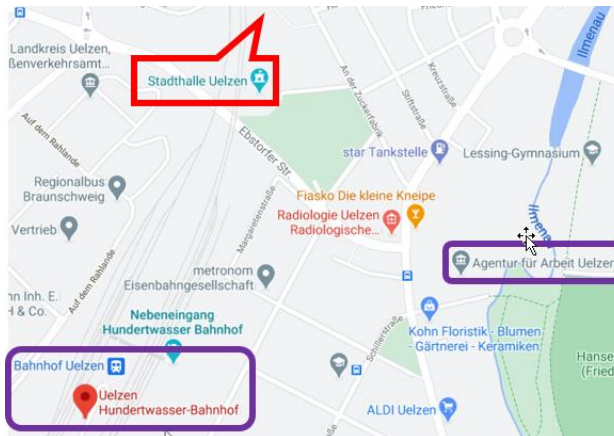 Landkreis Uelzen,
ßenverkehrsamt...
Stadthalle Uelzen
Ilmenau
An der Zuckerfabrik
Stiftstraße
Kreuzstraße
Auf dem Rahlande
Ebstorfer Str.
star Tankstelle
Lessing-Gymnasium
Regionalbus
Braunschweig
Fiasko Die kleine Kneipe
Radiologie Uelzen
Radiologische...
Margaretenstraße
Vertrieb
Ilmenau
Auf dem Rahlande
metronom
Eisenbahngesellschaft
Agentur für Arbeit Uelzen
nn Inh. E.
H & Co.
Nebeneingang
Hundertwasser Bahnhof
Schillerstraße
Kohn Floristik - Blumen
- Gärtnerei - Keramiken
Hanse
(Fried
Bahnhof Uelzen
Uelzen
Hundertwasser-Bahnhof
ALDI Uelzen